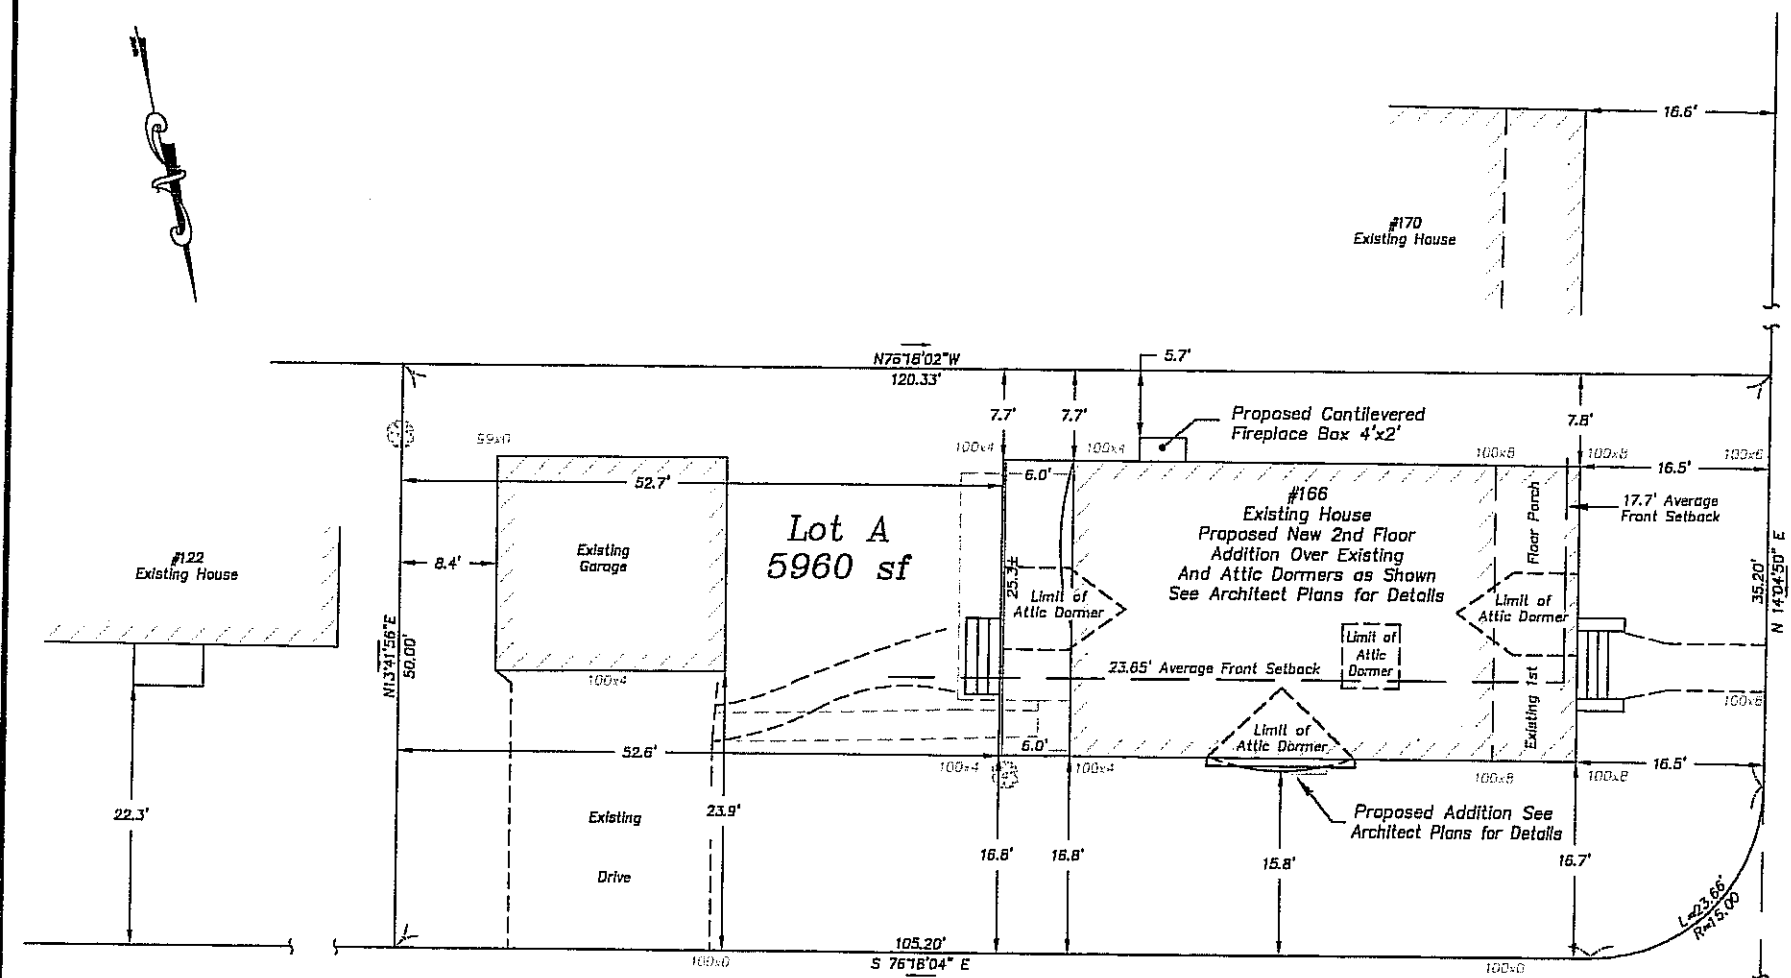 16.6'
#170
Existing House
N76°18'02"W
120.33'
5.7'
7.7'
7.7'
7.8'
Proposed Cantilevered
Fireplace Box 4'x2'
99x0
100x4
100x4
100x8
100x8
100x6
6.0'
16.5'
52.7'
#166
Existing House
Proposed New 2nd Floor
Addition Over Existing
And Attic Dormers as Shown
See Architect Plans for Details
17.7' Average
Front Setback
Floor Porch
Existing 1st
Lot A
5960 sf
Existing
Garage
8.4'
#122
Existing House
25.3±
Limit of
Attic Dormer
Limit of
Attic Dormer
Limit of
Attic
Dormer
35.20'
N 14°04'50" E
N13°41'56"E
50.00'
23.65' Average Front Setback
100x4
100x8
Limit of
Attic Dormer
52.6'
6.0'
100x4
100x4
100x8
100x8
16.5'
22.3'
Existing
Drive
23.9'
16.8'
16.8'
15.8'
16.7'
Proposed Addition See
Architect Plans for Details
L=23.66'
R=15.00
105.20'
S 76°18'04" E
100x0
100x0